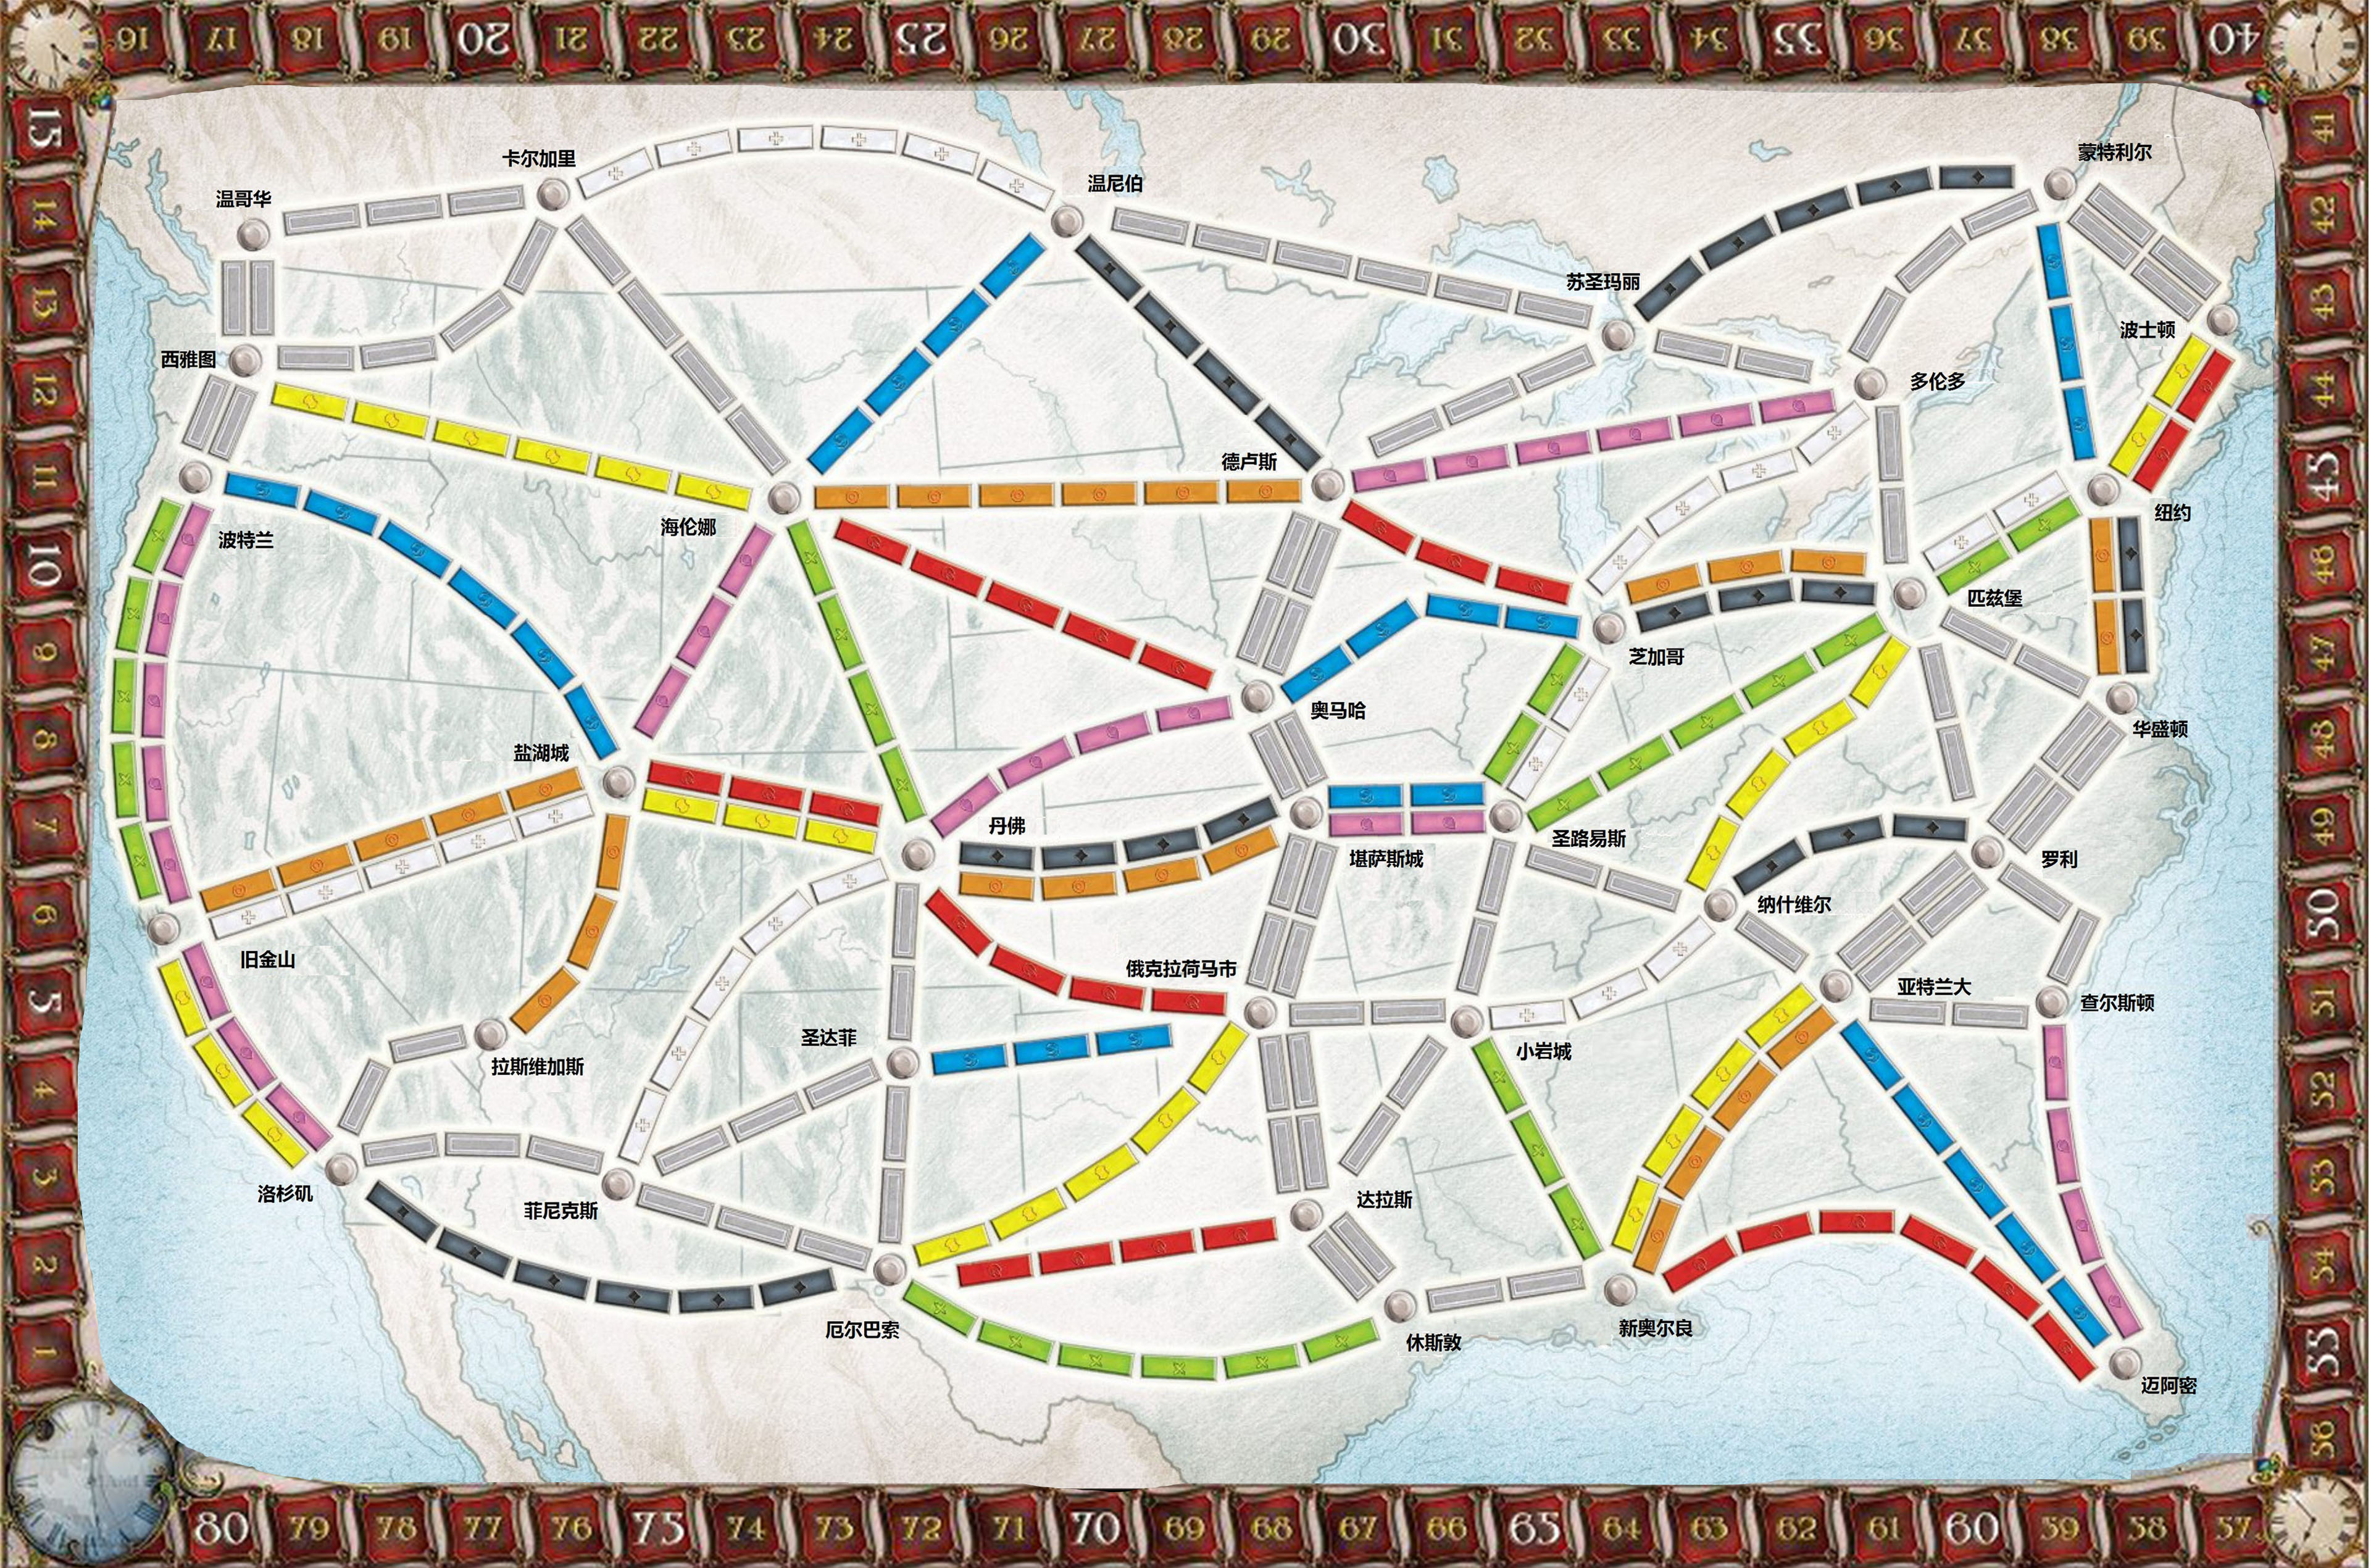 16 17 18 19 20 21 22 23 24 25 26 27 28 29 30 31 32 33 34 35 36 37 38 39 40
15
14
13
12
11
10
9
8
7
6
5
4
3
2
1
41
42
43
44
45
46
47
48
49
50
51
52
53
54
55
56
蒙特利尔
卡尔加里
温尼伯
温哥华
苏圣玛丽
波士顿
西雅图
多伦多
德卢斯
纽约
海伦娜
波特兰
匹兹堡
芝加哥
奥马哈
华盛顿
盐湖城
丹佛
圣路易斯
堪萨斯城
罗利
纳什维尔
旧金山
俄克拉荷马市
亚特兰大
查尔斯顿
圣达菲
小岩城
拉斯维加斯
洛杉矶
达拉斯
菲尼克斯
厄尔巴索
新奥尔良
休斯敦
迈阿密
80 79 78 77 76 75 74 73 72 71 70 69 68 67 66 65 64 63 62 61 60 59 58 57